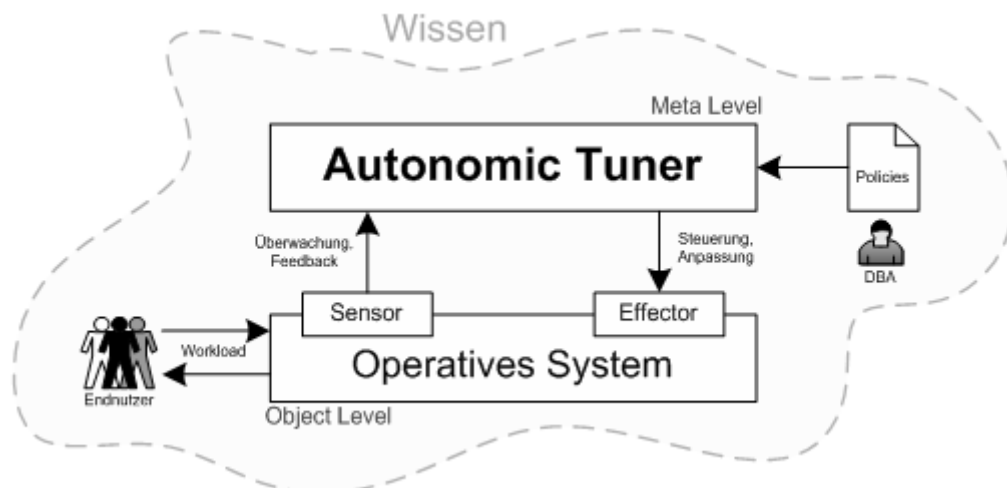 Wissen
Meta Level
Autonomic Tuner
Policies
Überwachung,
Feedback
Steuerung,
Anpassung
DBA
Sensor
Effector
Workload
Operatives System
Endnutzer
Object Level